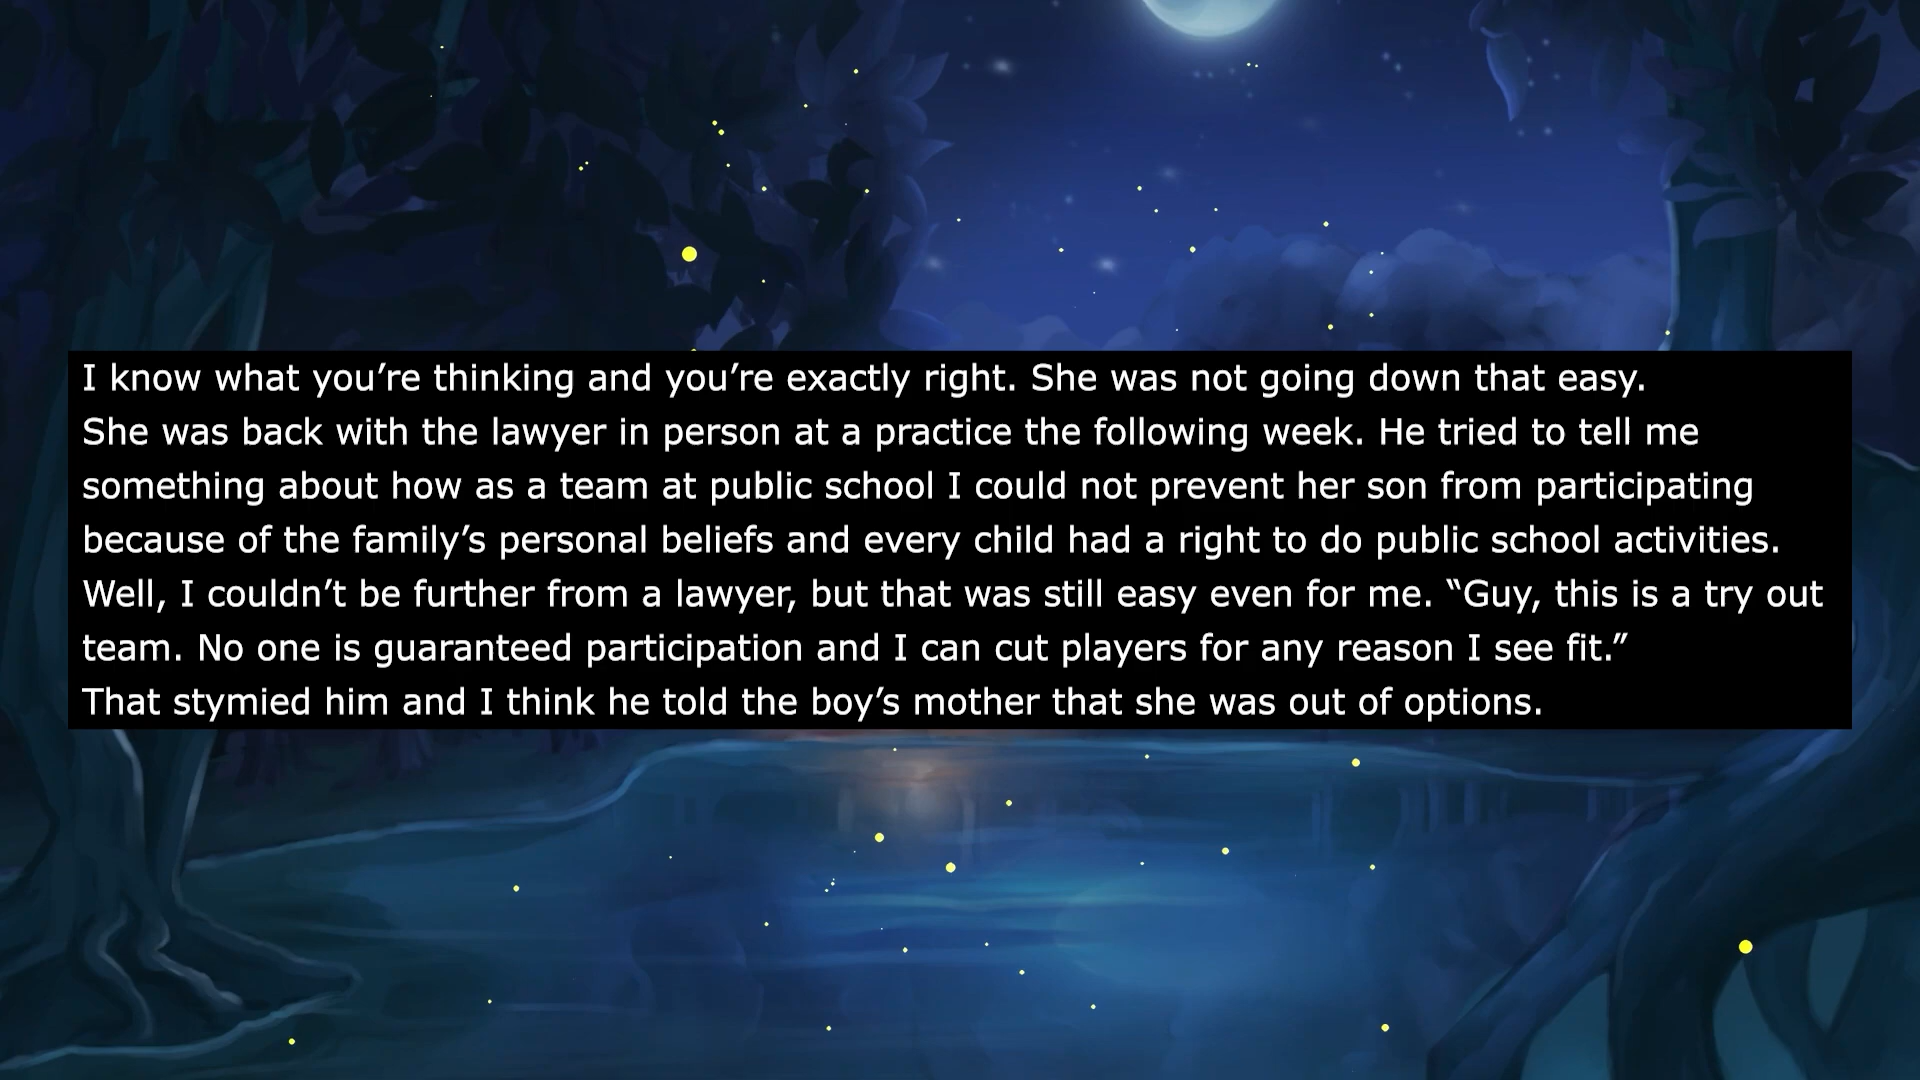 I know what you’re thinking and you’re exactly right. She was not going down that easy.
She was back with the lawyer in person at a practice the following week. He tried to tell me
something about how as a team at public school I could not prevent her son from participating
because of the family’s personal beliefs and every child had a right to do public school activities.
Well, I couldn’t be further from a lawyer, but that was still easy even for me. “Guy, this is a try out
team. No one is guaranteed participation and I can cut players for any reason I see fit.”
That stymied him and I think he told the boy’s mother that she was out of options.